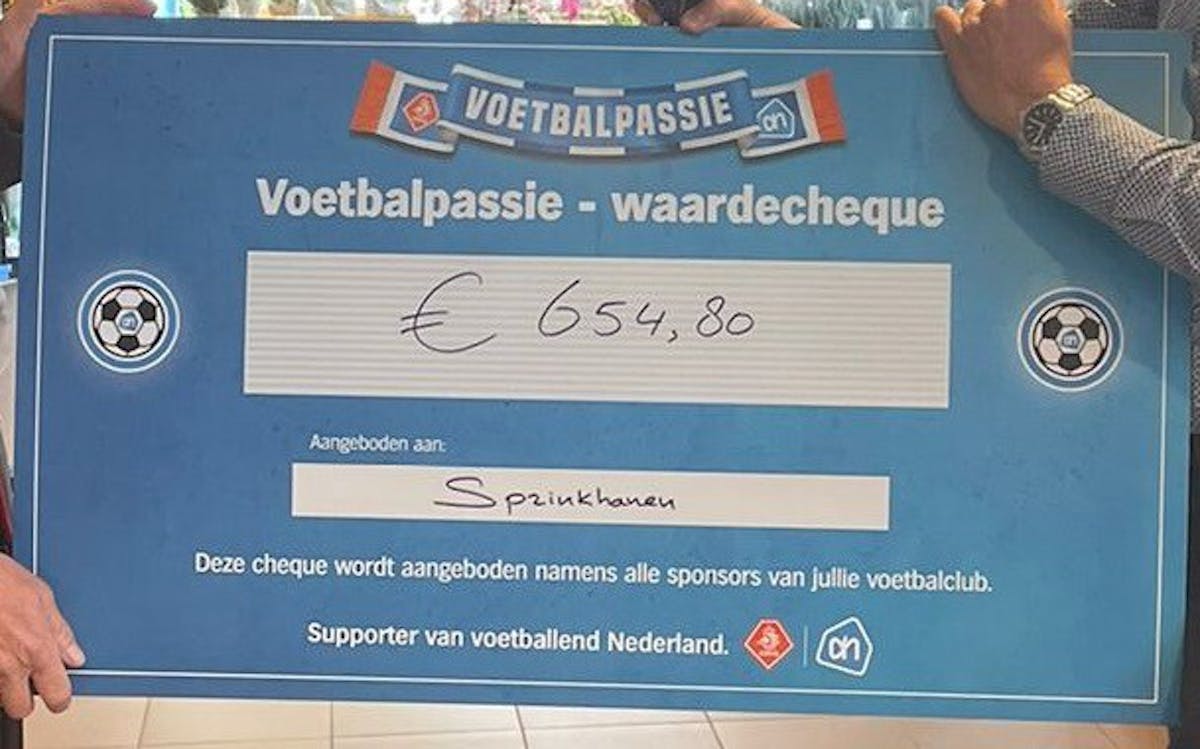 VOETBALPASSIE
Voetbalpassie - waardecheque
€ 654,80
Aangeboden aan:
Sprinkhanen
Deze cheque wordt aangeboden namens alle sponsors van jullie voetbalclub.
Supporter van voetballend Nederland.